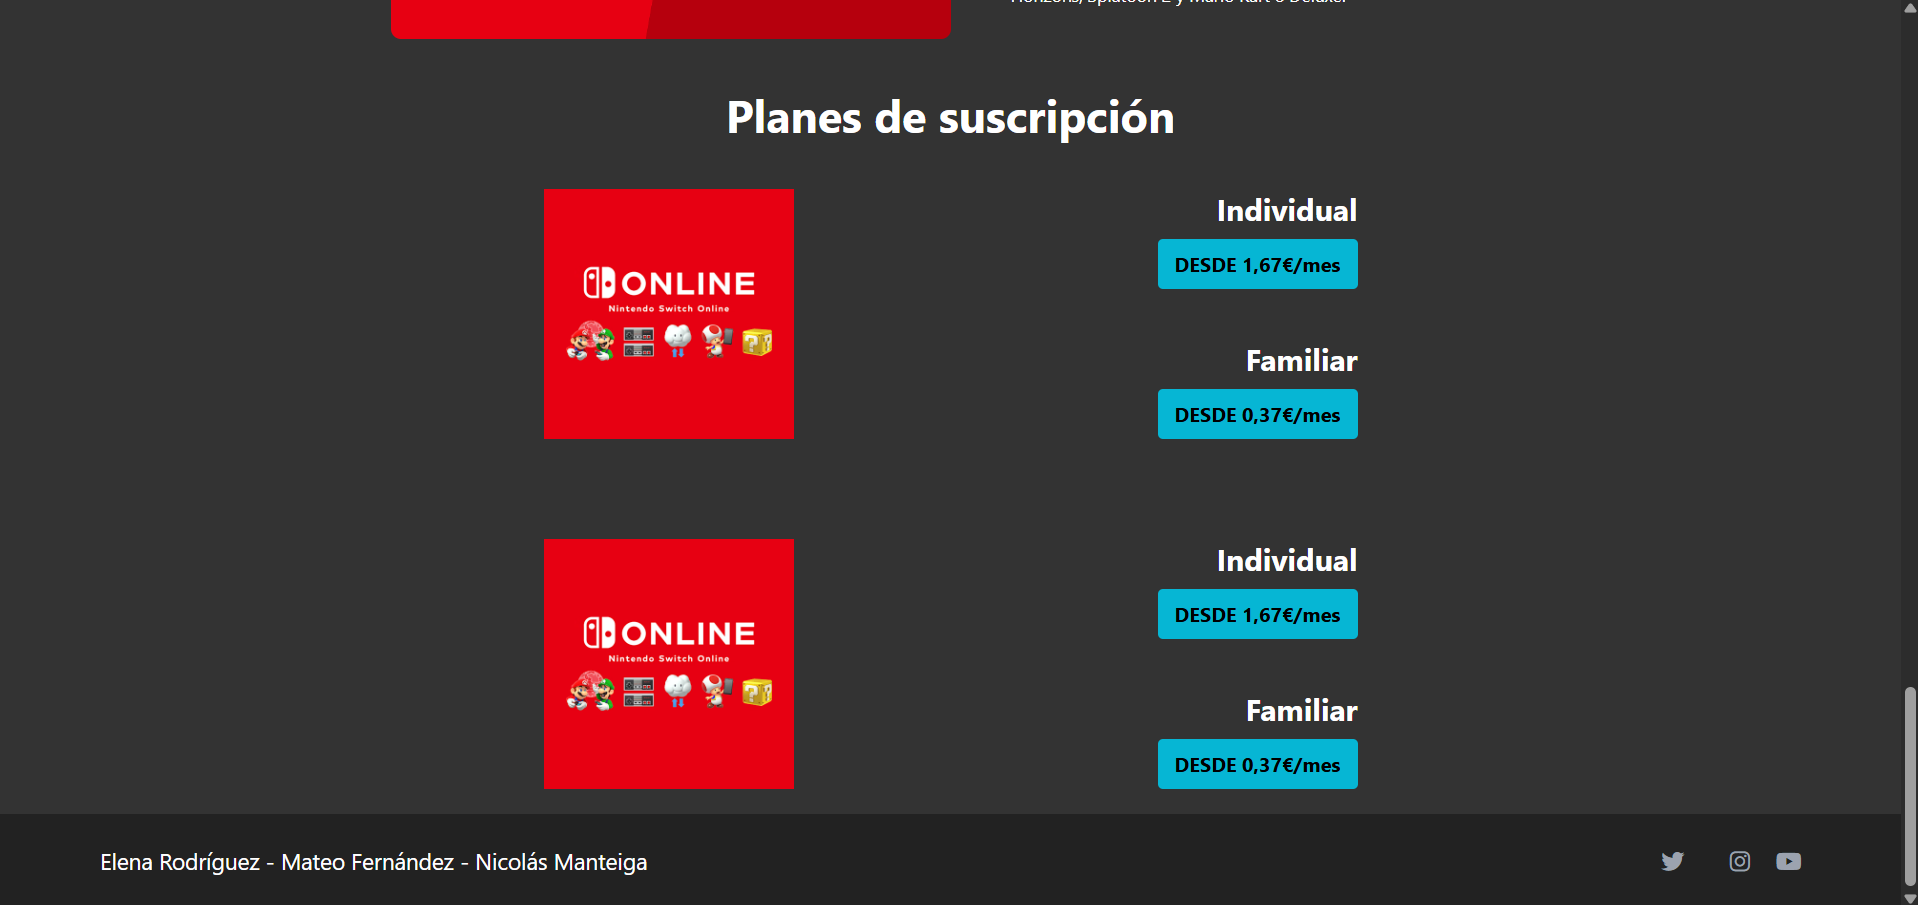 Horizons, Splatoon 2 y Mario Kart 8 Deluxe.
Planes de suscripción
ONLINE
Nintendo Switch Online
Individual
DESDE 1,67€/mes
Familiar
DESDE 0,37€/mes
ONLINE
Nintendo Switch Online
Individual
DESDE 1,67€/mes
Familiar
DESDE 0,37€/mes
Elena Rodríguez - Mateo Fernández - Nicolás Manteiga